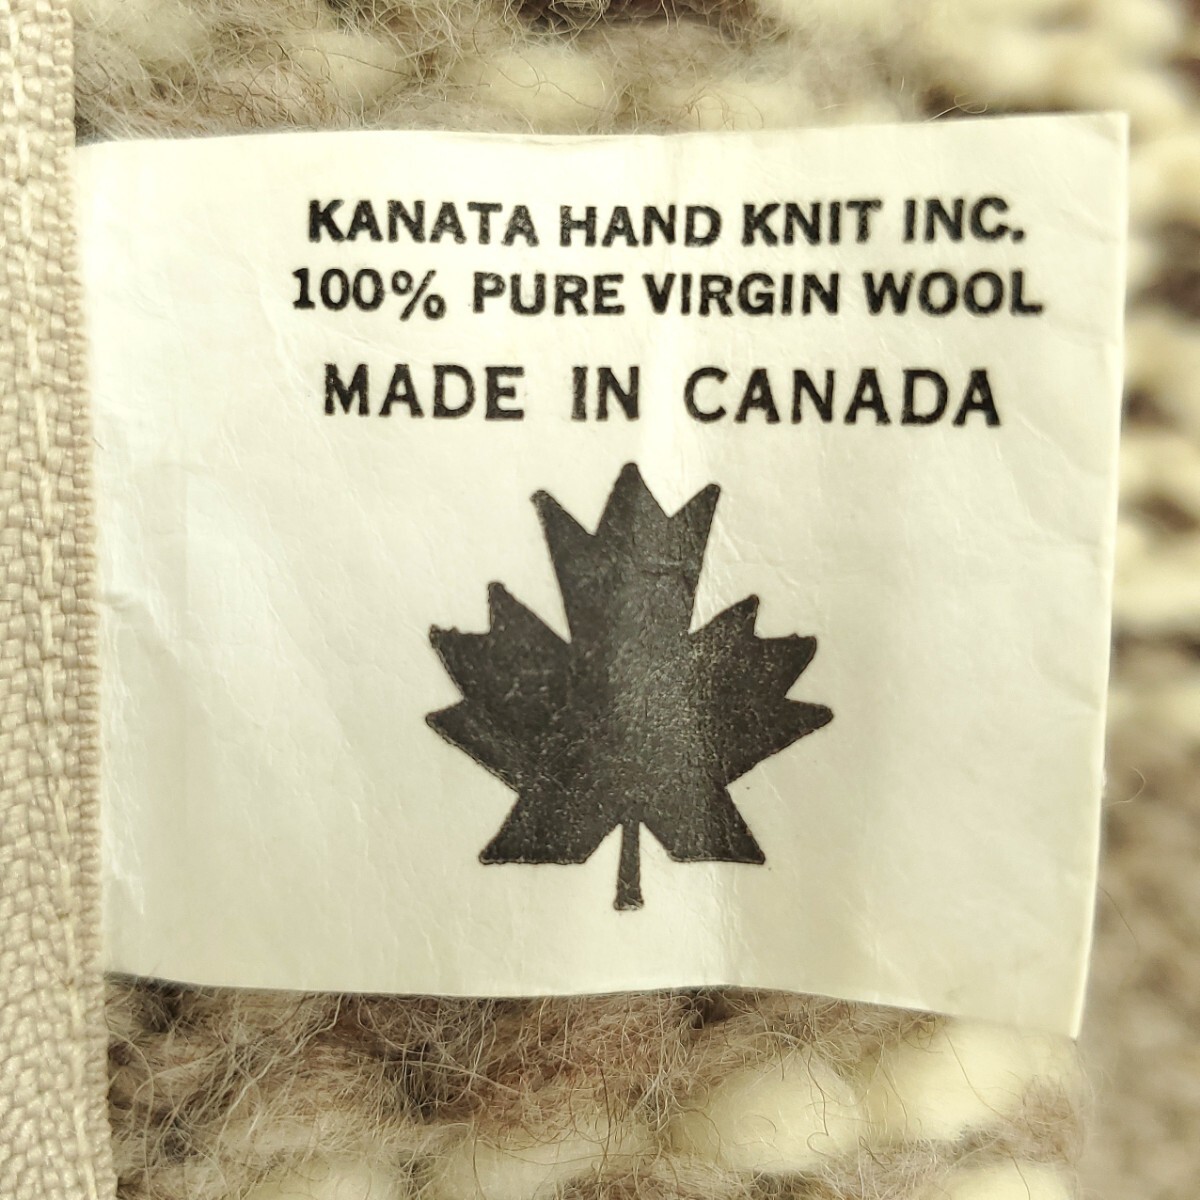 KANATA HAND KNIT INC.
100% PURE VIRGIN WOOL
MADE IN CANADA